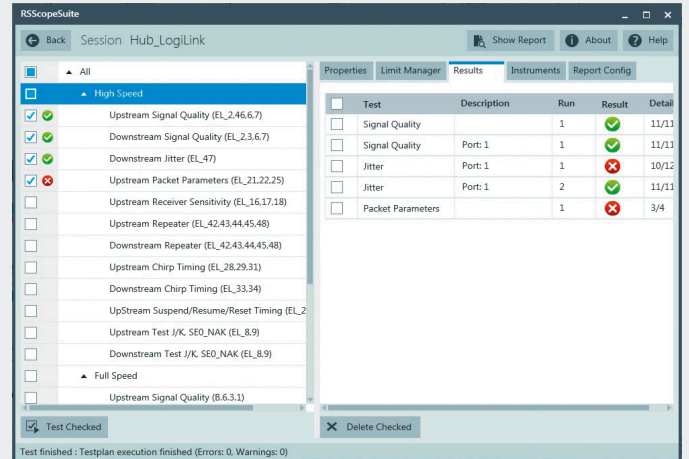 RSScopeSuite
Back Session Hub_LogiLink Show Report About Help
All
High Speed
Upstream Signal Quality (EL_2,46,6,7)
Downstream Signal Quality (EL_2,3,6,7)
Downstream Jitter (EL_47)
Upstream Packet Parameters (EL_21,22,25)
Upstream Receiver Sensitivity (EL_16,17,18)
Upstream Repeater (EL_42,43,44,45,48)
Downstream Repeater (EL_42,43,44,45,48)
Upstream Chirp Timing (EL_28,29,31)
Downstream Chirp Timing (EL_33,34)
UpStream Suspend/Resume/Reset Timing (EL_2
Upstream Test J/K, SE0_NAK (EL_8,9)
Downstream Test J/K, SE0_NAK (EL_8,9)
Full Speed
Upstream Signal Quality (B.6.3.1)
Test Checked
Properties Limit Manager Results Instruments Report Config
Test Description Run Result Detail
Signal Quality 1 11/11
Signal Quality Port: 1 1 11/11
Jitter Port: 1 1 10/12
Jitter Port: 1 2 11/11
Packet Parameters 1 3/4
Delete Checked
Test finished : Testplan execution finished (Errors: 0, Warnings: 0)